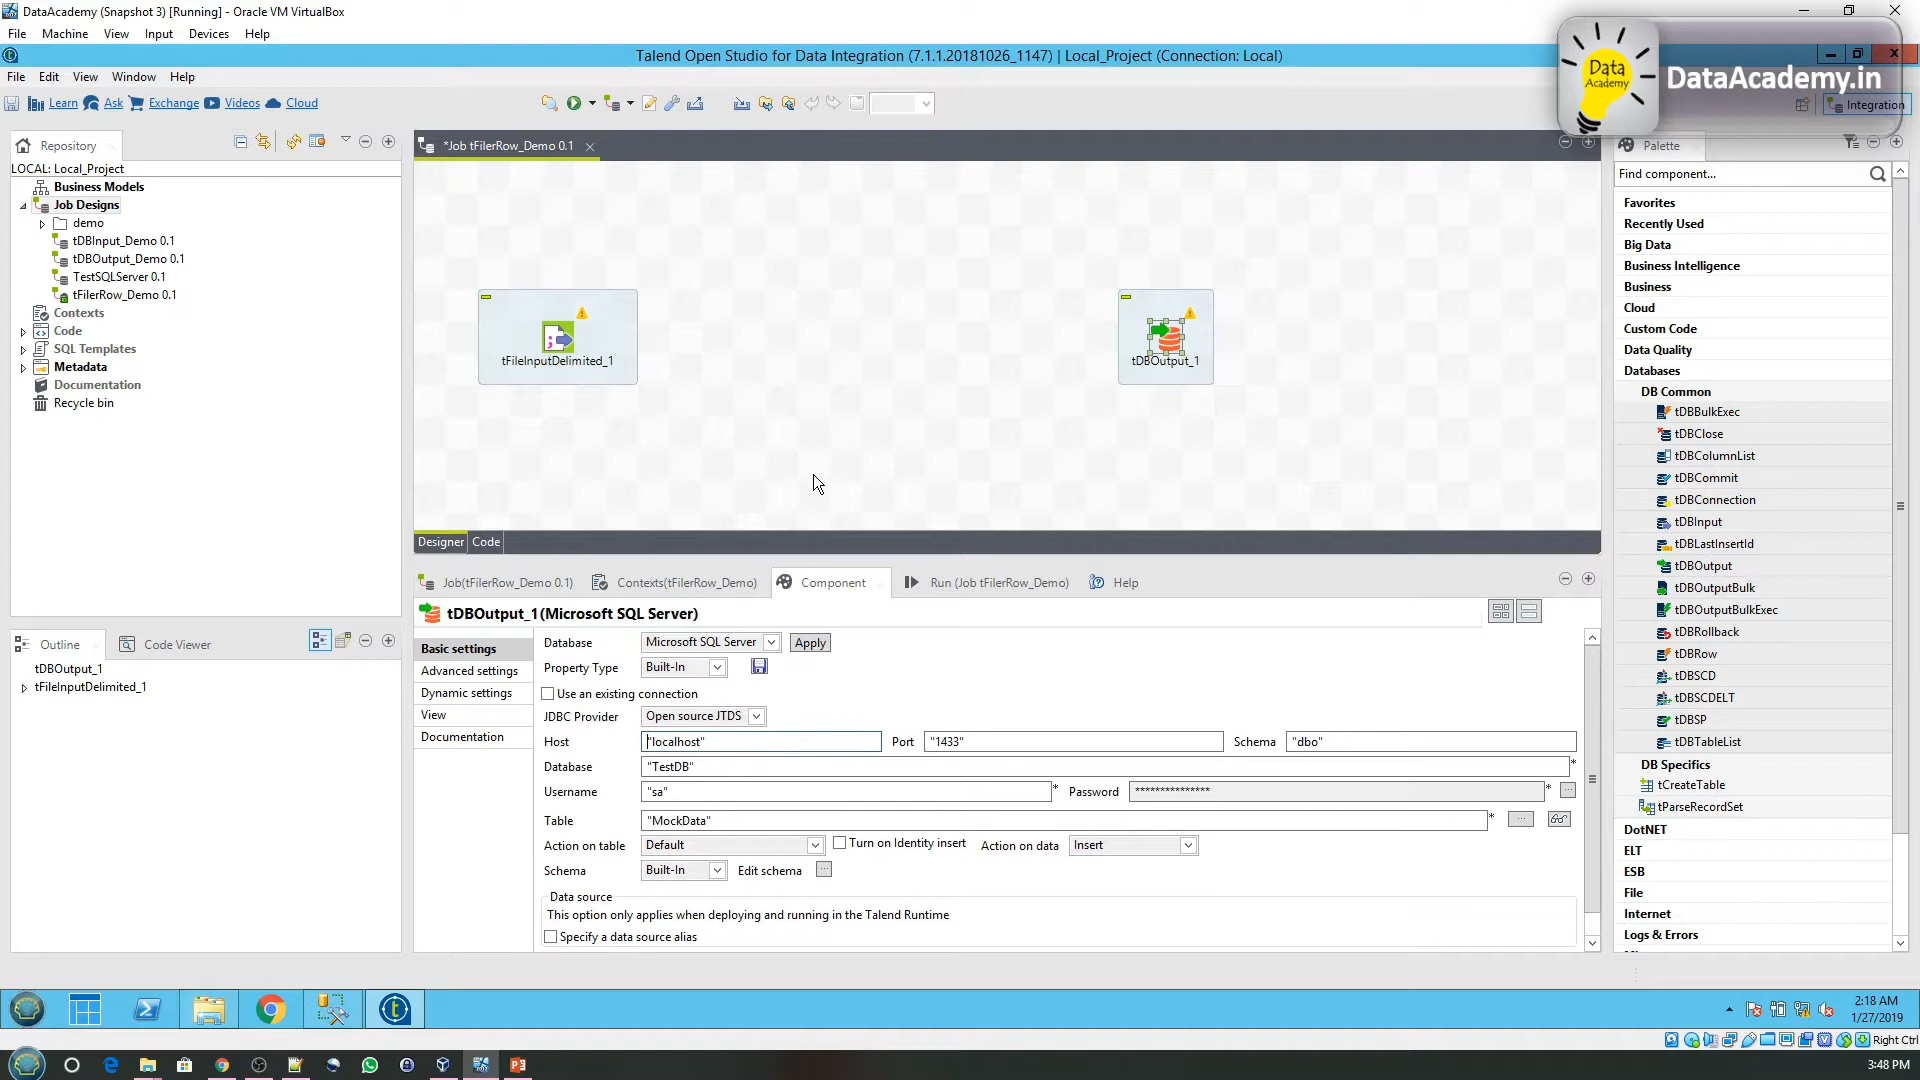 DataAcademy (Snapshot 3) [Running] - Oracle VM VirtualBox
File Machine View Input Devices Help
Talend Open Studio for Data Integration (7.1.1.20181026_1147) | Local_Project (Connection: Local)
Data Academy
DataAcademy.in
File Edit View Window Help
Learn Ask Exchange Videos Cloud
Integration
Repository
LOCAL: Local_Project
Business Models
Job Designs
demo
tDBInput_Demo 0.1
tDBOutput_Demo 0.1
TestSQLServer 0.1
tFilerRow_Demo 0.1
Contexts
Code
SQL Templates
Metadata
Documentation
Recycle bin
Outline Code Viewer
tDBOutput_1
tFileInputDelimited_1
*Job tFilerRow_Demo 0.1
tFileInputDelimited_1
tDBOutput_1
Designer Code
Job(tFilerRow_Demo 0.1) Contexts(tFilerRow_Demo) Component Run (Job tFilerRow_Demo) Help
tDBOutput_1(Microsoft SQL Server)
Basic settings
Advanced settings
Dynamic settings
View
Documentation
Database Microsoft SQL Server Apply
Property Type Built-In
Use an existing connection
JDBC Provider Open source JTDS
Host "localhost" Port "1433" Schema "dbo"
Database "TestDB" *
Username "sa" * Password *************** * ...
Table "MockData" * ...
Action on table Default Turn on Identity insert Action on data Insert
Schema Built-In Edit schema ...
Data source
This option only applies when deploying and running in the Talend Runtime
Specify a data source alias
Palette
Find component...
Favorites
Recently Used
Big Data
Business Intelligence
Business
Cloud
Custom Code
Data Quality
Databases
DB Common
tDBBulkExec
tDBClose
tDBColumnList
tDBCommit
tDBConnection
tDBInput
tDBLastInsertId
tDBOutput
tDBOutputBulk
tDBOutputBulkExec
tDBRollback
tDBRow
tDBSCD
tDBSCDELT
tDBSP
tDBTableList
DB Specifics
tCreateTable
tParseRecordSet
DotNET
ELT
ESB
File
Internet
Logs & Errors
2:18 AM
1/27/2019
Right Ctrl
3:48 PM